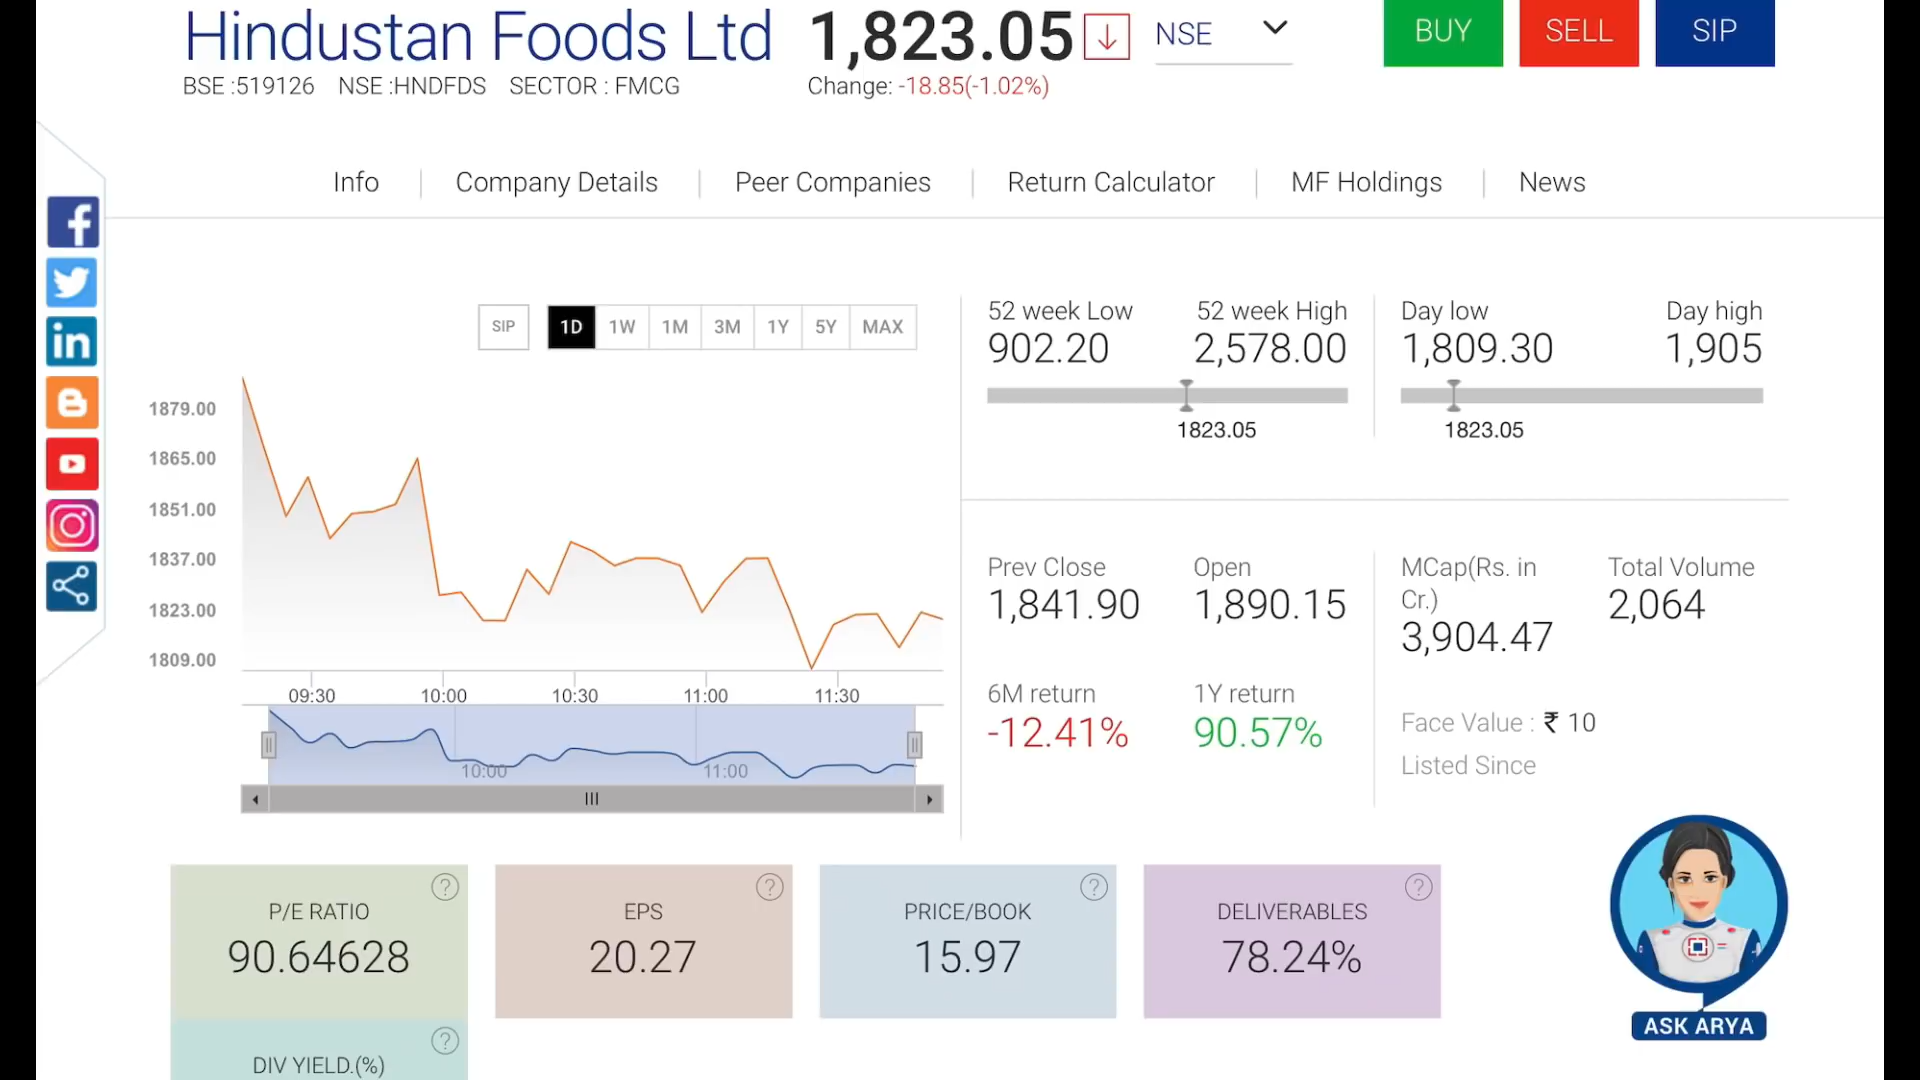 Hindustan Foods Ltd
1,823.05
NSE
BUY
SELL
SIP
BSE :519126 NSE :HNDFDS SECTOR : FMCG
Change: -18.85(-1.02%)
Info
Company Details
Peer Companies
Return Calculator
MF Holdings
News
SIP
1D
1W
1M
3M
1Y
5Y
MAX
1879.00
1865.00
1851.00
1837.00
1823.00
1809.00
09:30
10:00
10:30
11:00
11:30
10:00
11:00
52 week Low
902.20
52 week High
2,578.00
1823.05
Day low
1,809.30
Day high
1,905
1823.05
Prev Close
1,841.90
Open
1,890.15
MCap(Rs. in
Cr.)
3,904.47
Total Volume
2,064
6M return
-12.41%
1Y return
90.57%
Face Value : ₹ 10
Listed Since
?
P/E RATIO
90.64628
?
EPS
20.27
?
PRICE/BOOK
15.97
?
DELIVERABLES
78.24%
?
DIV YIELD.(%)
ASK ARYA